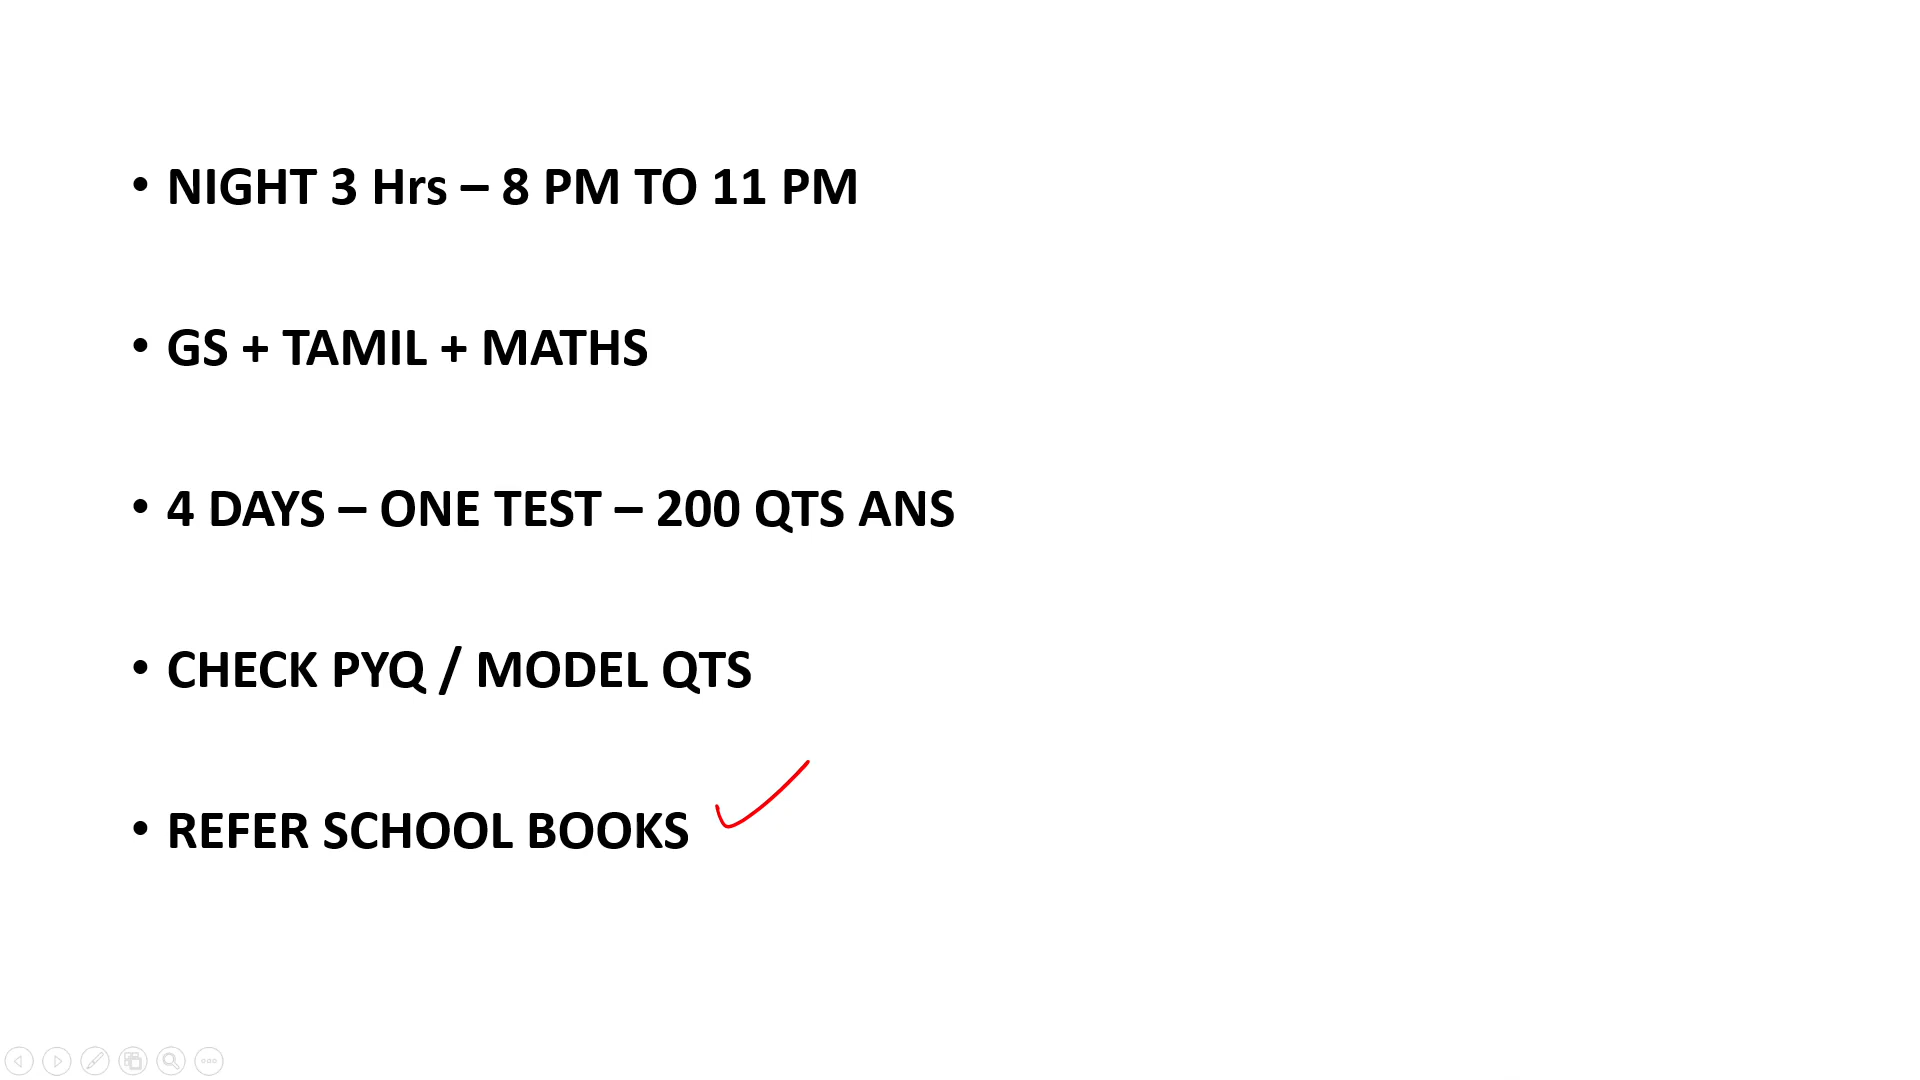 • NIGHT 3 Hrs – 8 PM TO 11 PM
• GS + TAMIL + MATHS
• 4 DAYS – ONE TEST – 200 QTS ANS
• CHECK PYQ / MODEL QTS
• REFER SCHOOL BOOKS